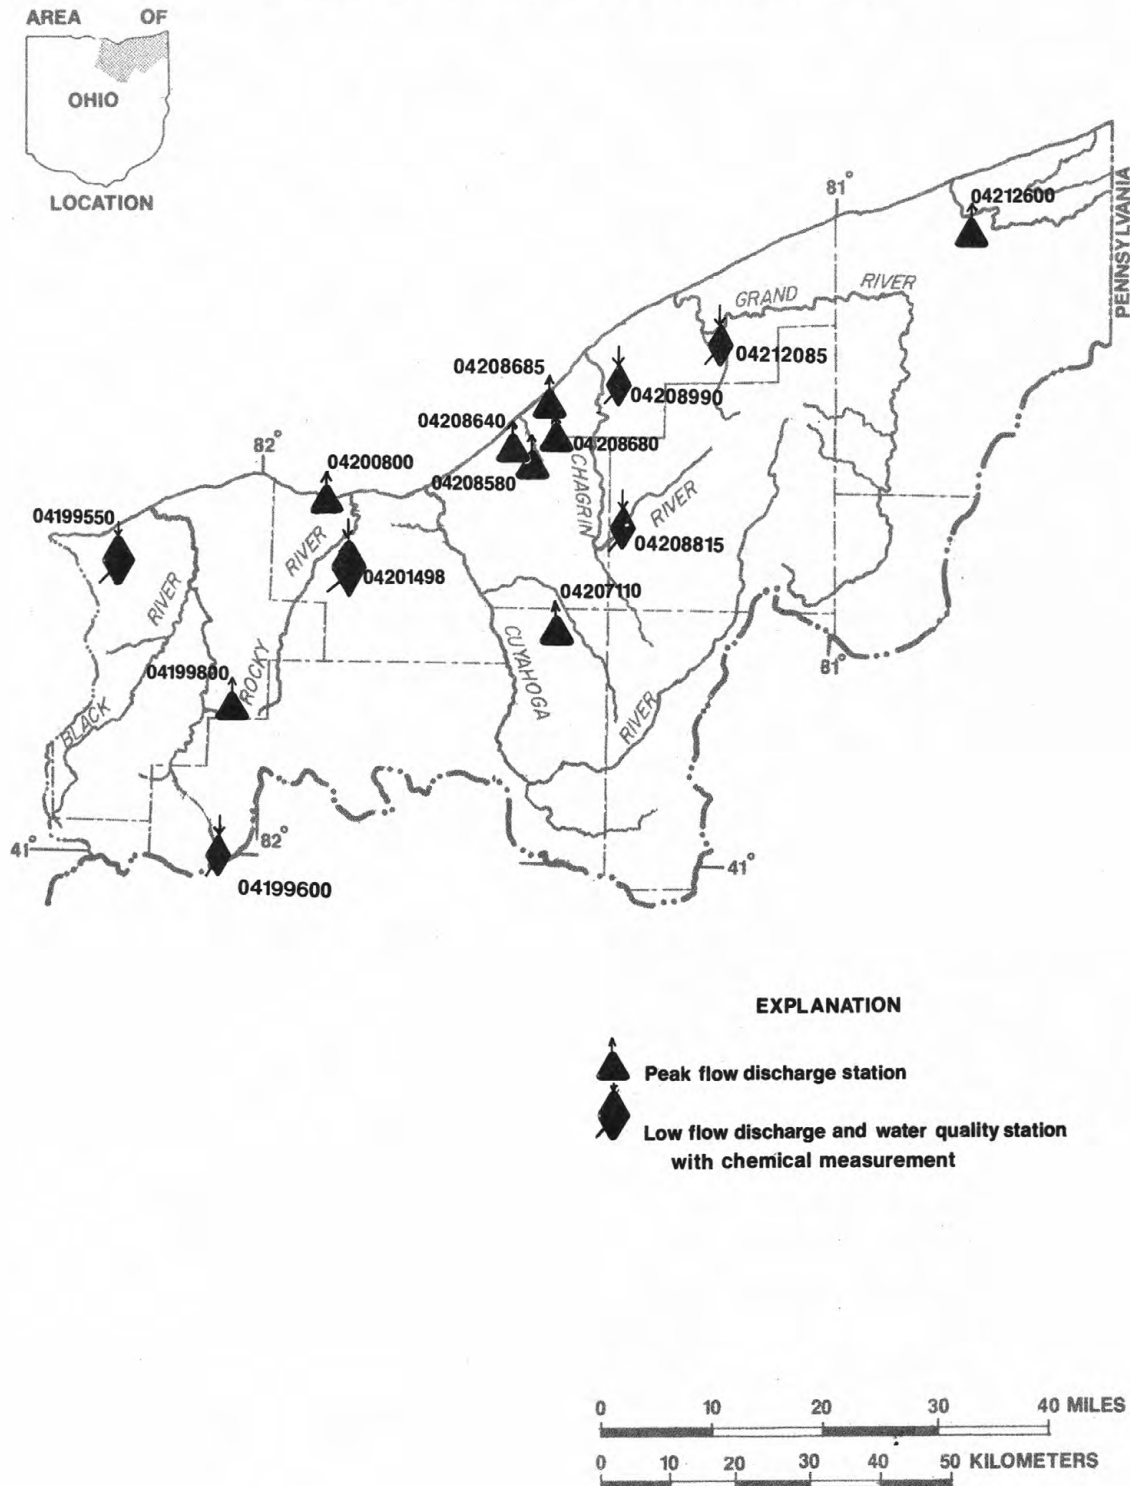 AREA OF
OHIO
LOCATION
81°
04212600
PENNSYLVANIA
GRAND RIVER
04212085
04208685
04208990
04208640
04208680
82°
04200800
04208580
CHAGRIN
RIVER
04199550
RIVER
04208815
04201498
RIVER
04207110
ROCKY
CUYAHOGA
81°
04199800
BLACK
RIVER
41°
82°
41°
04199600
EXPLANATION
Peak flow discharge station
Low flow discharge and water quality station
with chemical measurement
0 10 20 30 40 MILES
0 10 20 30 40 50 KILOMETERS